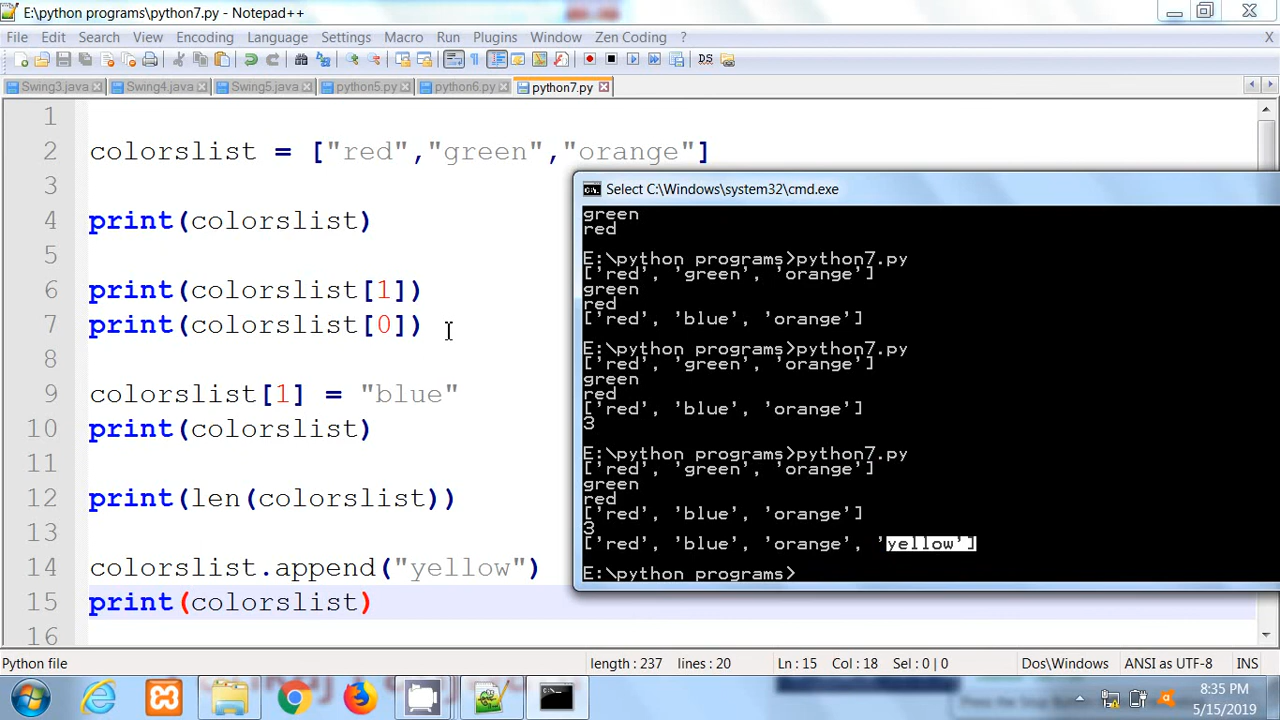 E:\python programs\python7.py - Notepad++
File Edit Search View Encoding Language Settings Macro Run Plugins Window Zen Coding ? X
Swing3.java Swing4.java Swing5.java python5.py python6.py python7.py
1
2 colorslist = ["red","green","orange"]
3
4 print(colorslist)
5
6 print(colorslist[1])
7 print(colorslist[0])
8
9 colorslist[1] = "blue"
10 print(colorslist)
11
12 print(len(colorslist))
13
14 colorslist.append("yellow")
15 print(colorslist)
16
Select C:\Windows\system32\cmd.exe
green
red
E:\python programs>python7.py
['red', 'green', 'orange']
green
red
['red', 'blue', 'orange']
E:\python programs>python7.py
['red', 'green', 'orange']
green
red
['red', 'blue', 'orange']
3
E:\python programs>python7.py
['red', 'green', 'orange']
green
red
['red', 'blue', 'orange']
3
['red', 'blue', 'orange', 'yellow']
E:\python programs>
Python file length : 237 lines : 20 Ln : 15 Col : 18 Sel : 0 | 0 Dos\Windows ANSI as UTF-8 INS
8:35 PM
5/15/2019